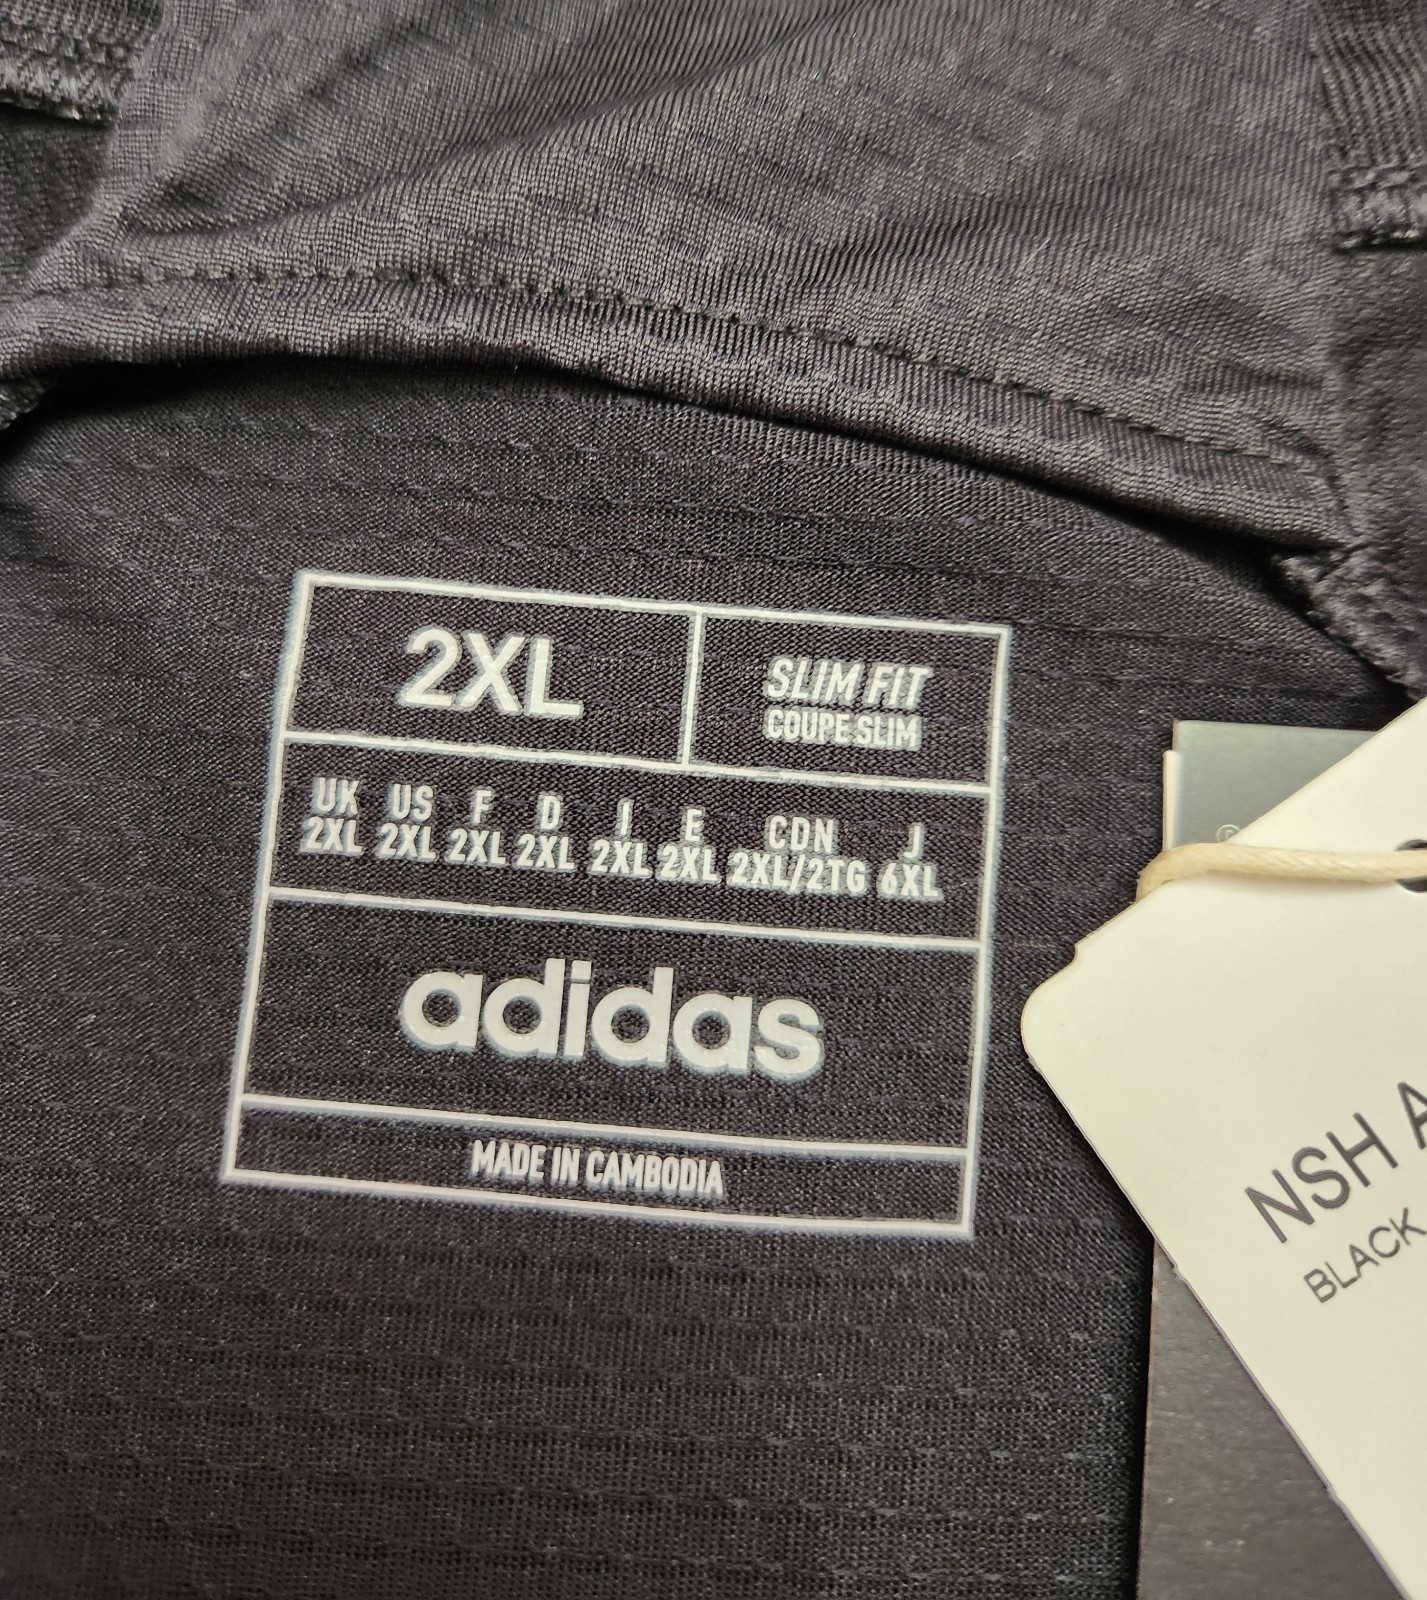 2XL
SLIM FIT
COUPE SLIM
UK US F D I E CDN J
2XL 2XL 2XL 2XL 2XL 2XL 2XL/2TG 6XL
adidas
MADE IN CAMBODIA
®
NSH A
BLACK